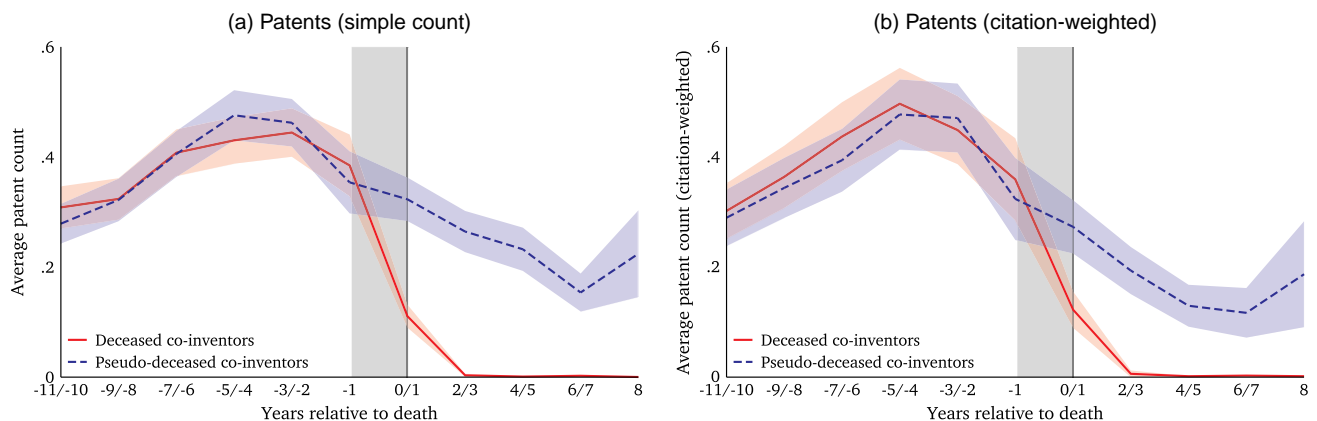 (a) Patents (simple count)
Average patent count
.6
.4
.2
0
Deceased co-inventors
Pseudo-deceased co-inventors
-11/-10 -9/-8 -7/-6 -5/-4 -3/-2 -1 0/1 2/3 4/5 6/7 8
Years relative to death
(b) Patents (citation-weighted)
Average patent count (citation-weighted)
.6
.4
.2
0
Deceased co-inventors
Pseudo-deceased co-inventors
-11/-10 -9/-8 -7/-6 -5/-4 -3/-2 -1 0/1 2/3 4/5 6/7 8
Years relative to death